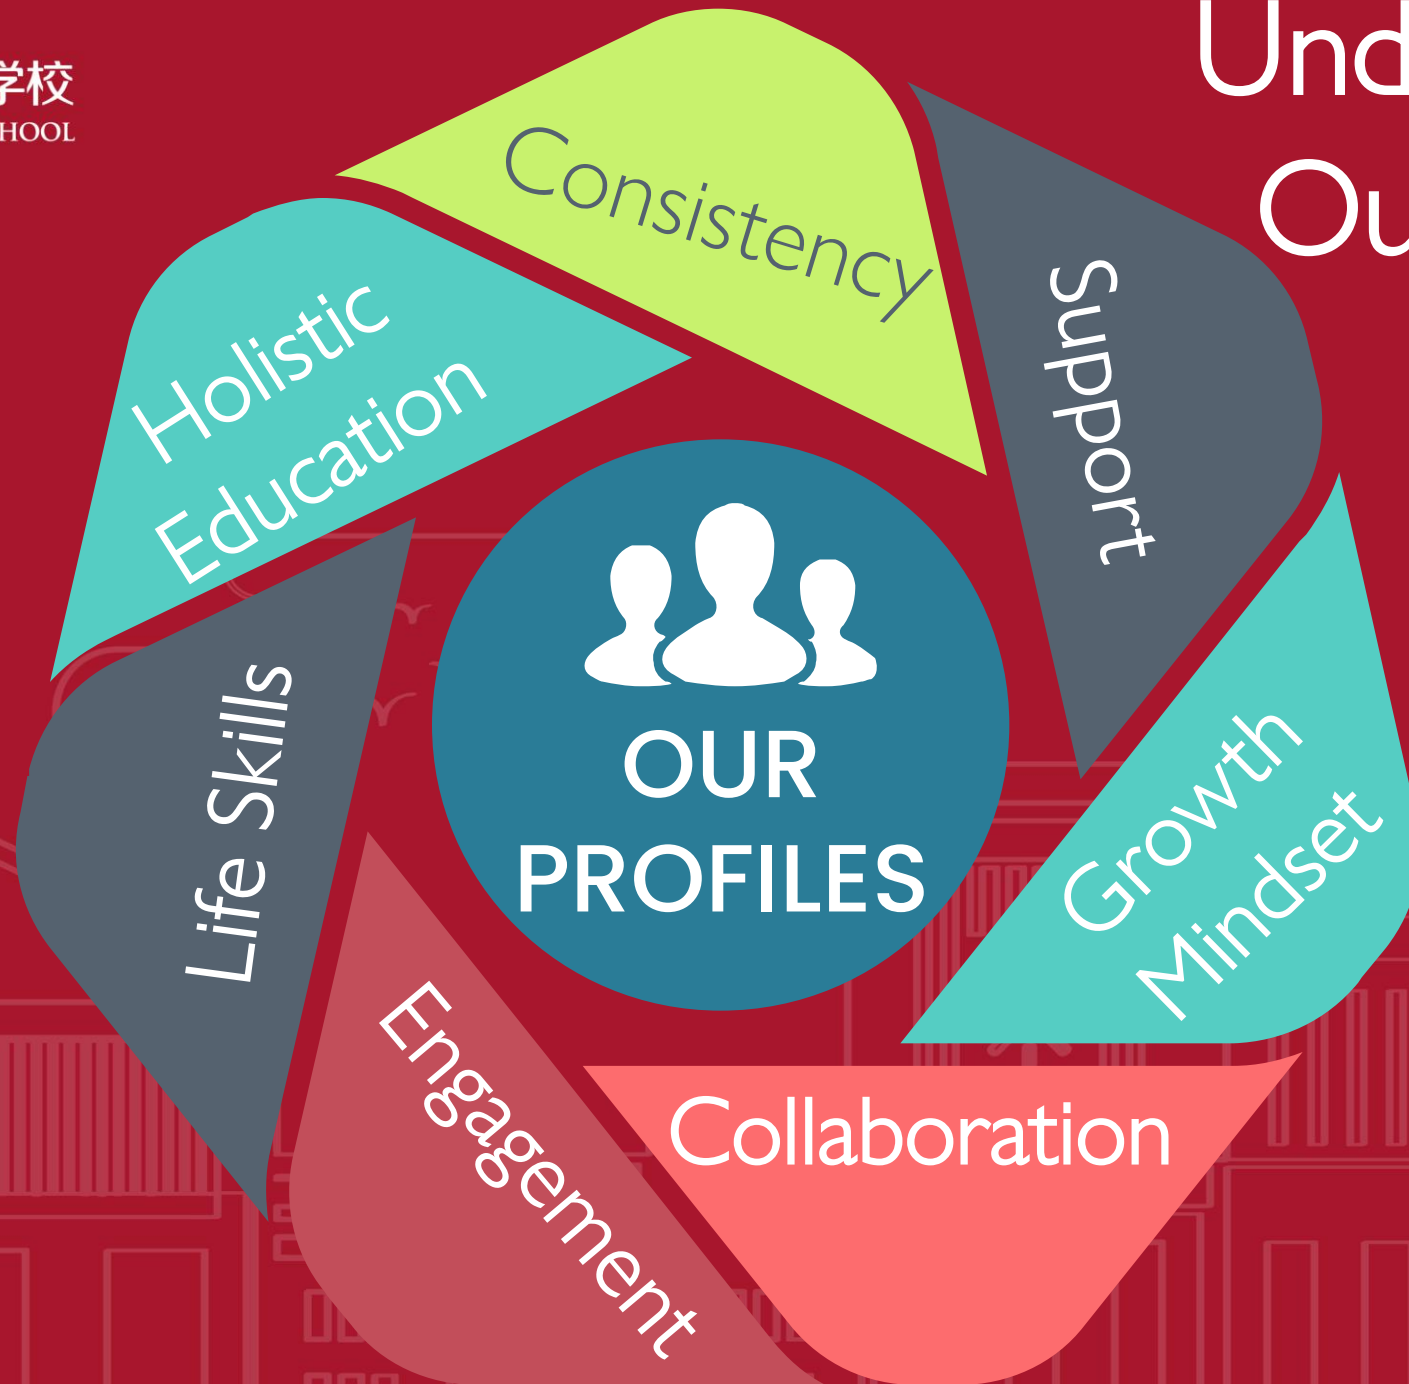 学校
HOOL
Und
Ou
Consistency
Support
Holistic
Education
Growth
Mindset
Life Skills
OUR
PROFILES
Engagement
Collaboration